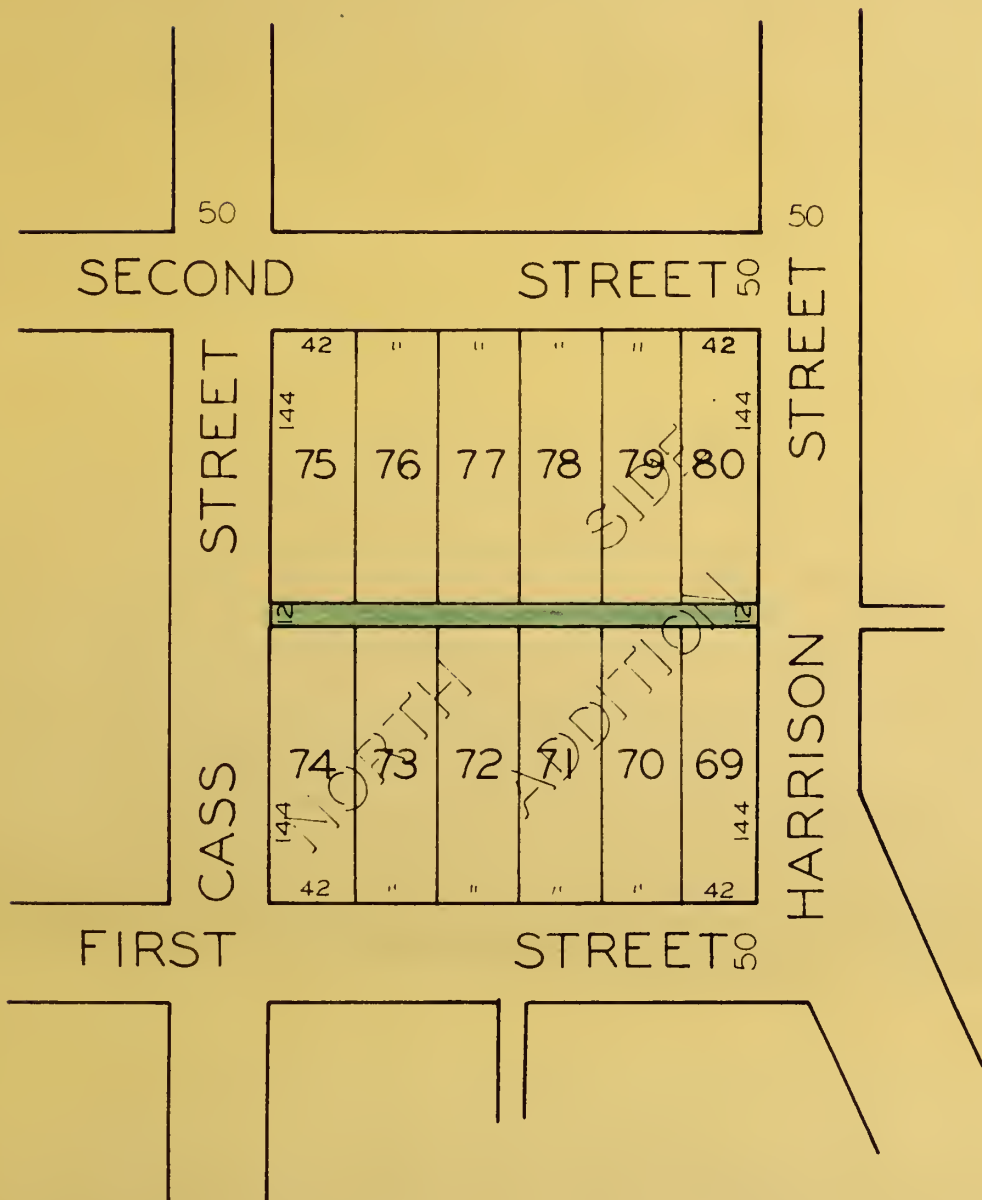 50 50
SECOND STREET 50
STREET
STREET
42 " " " " 42
144 144
75 76 77 78 79 80
SIDE
12 12
NORTH
ADDITION
HARRISON
CASS
74 73 72 71 70 69
144 144
42 " " " " 42
FIRST STREET 50